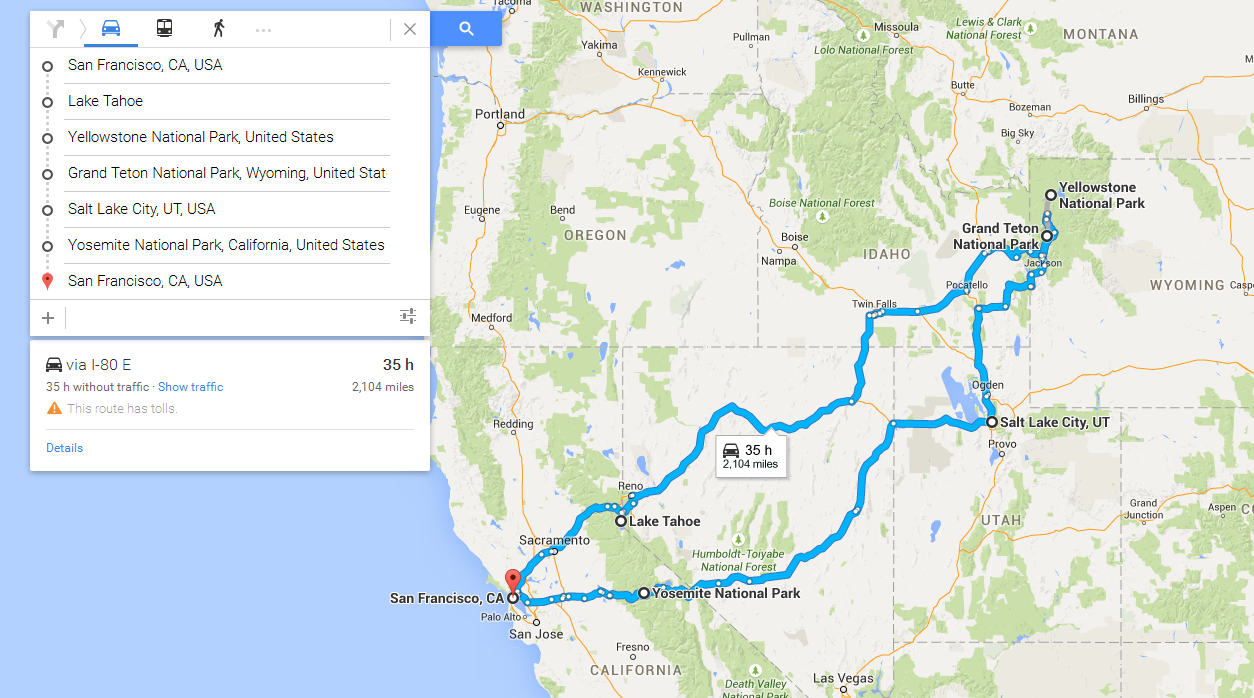 San Francisco, CA, USA
Lake Tahoe
Yellowstone National Park, United States
Grand Teton National Park, Wyoming, United Stat
Salt Lake City, UT, USA
Yosemite National Park, California, United States
San Francisco, CA, USA
via I-80 E
35 h
35 h without traffic · Show traffic
2,104 miles
This route has tolls.
Details
Tacoma
WASHINGTON
Yakima
Pullman
Kennewick
Missoula
Lolo National Forest
Lewis & Clark
National Forest
MONTANA
Butte
Bozeman
Billings
Big Sky
Portland
Eugene
Bend
OREGON
Boise National Forest
Boise
Nampa
IDAHO
Yellowstone
National Park
Grand Teton
National Park
Jackson
Pocatello
Twin Falls
WYOMING
Casp
Medford
Redding
Ogden
Salt Lake City, UT
Provo
35 h
2,104 miles
Reno
Lake Tahoe
Sacramento
Humboldt-Toiyabe
National Forest
UTAH
Grand
Junction
Aspen
CO
San Francisco, CA
Yosemite National Park
Palo Alto
San Jose
Fresno
CALIFORNIA
Death Valley
National Park
Las Vegas